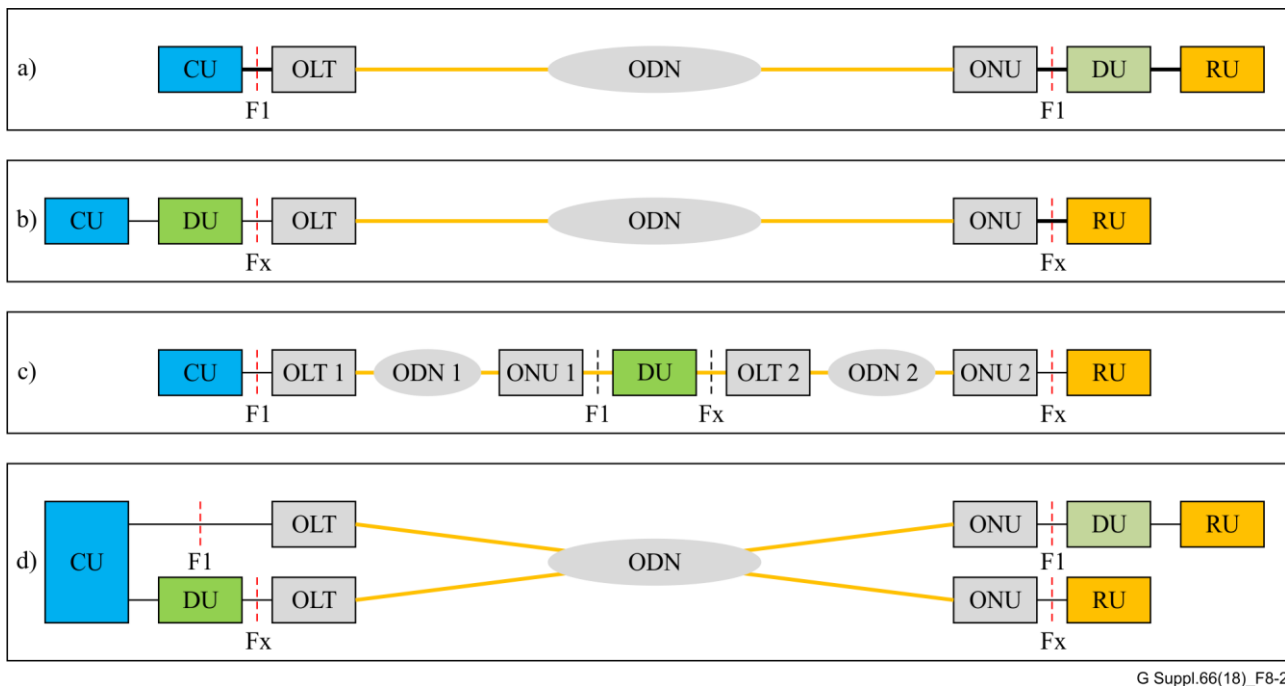 a) CU OLT ODN ONU DU RU
F1 F1
b) CU DU OLT ODN ONU RU
Fx Fx
c) CU OLT 1 ODN 1 ONU 1 DU OLT 2 ODN 2 ONU 2 RU
F1 F1 Fx Fx
OLT ONU DU RU
d) CU ODN
F1 F1
DU OLT ONU RU
Fx Fx
G Suppl.66(18)_F8-2